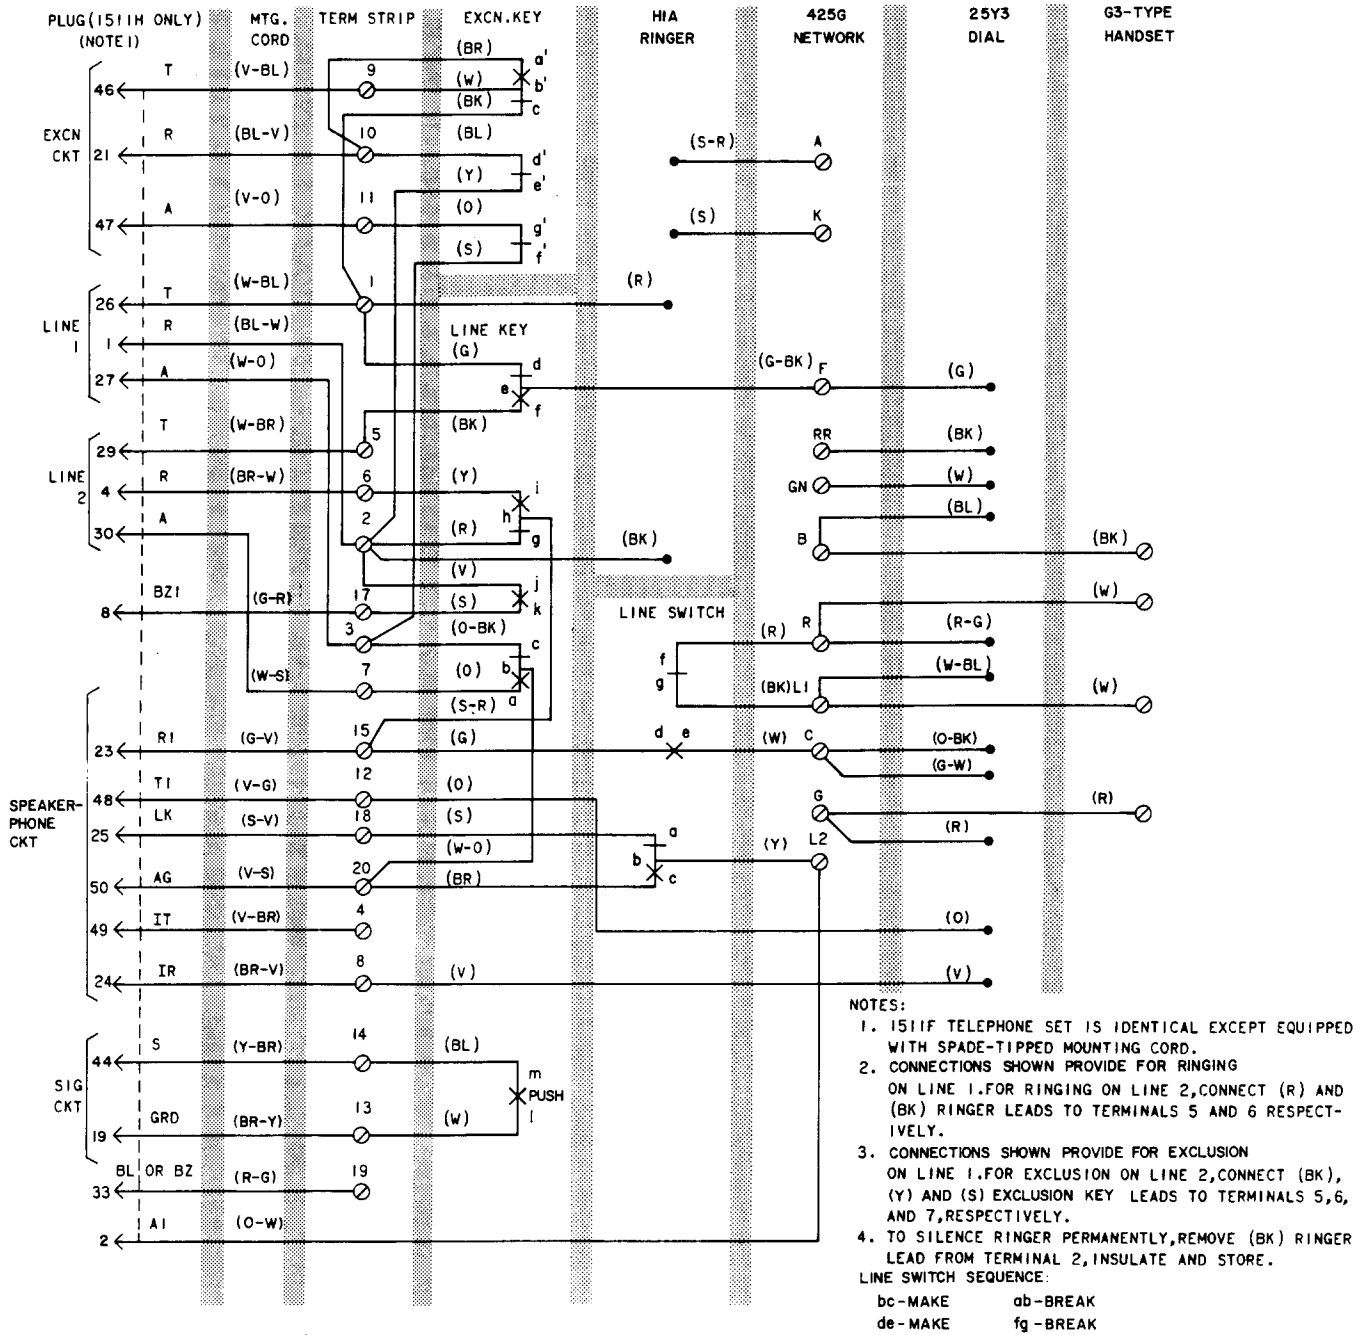 PLUG(1511H ONLY) MTG. TERM STRIP EXCN.KEY H1A 425G 25Y3 G3-TYPE
(NOTE 1) CORD RINGER NETWORK DIAL HANDSET
(BR) a'
T (V-BL) 9 (W) b'
46 (BK) c
EXCN CKT
R (BL-V) 10 (BL) (S-R) A
21 d'
(Y) e'
A (V-O) 11 (O) (S) K
47 g'
(S) f'
T (W-BL) 1 (R)
26
LINE 1
R (BL-W) LINE KEY
1 (G) d
A (W-O) (G-BK) F (G)
27 e
f
T (W-BR) 5 (BK) RR (BK)
29
LINE 2
R (BR-W) 6 (Y) i GN (W)
4 h
A 2 (R) g (BL)
30 (BK) B (BK)
(V) j
BZ1 (G-R) 17 (S) k (W)
8 LINE SWITCH
3 (O-BK) c (R) R (R-G)
b f
7 (O) g (W-BL)
(W-S) a (BK)L1 (W)
(S-R)
R1 (G-V) 15 (G) d e (W) C (O-BK)
23 (G-W)
SPEAKER-
PHONE
CKT
T1 (V-G) 12 (O) G (R)
48
LK (S-V) 18 (S) a (R)
25 (W-O) b (Y) L2
AG (V-S) 20 (BR) c
50
IT (V-BR) 4 (O)
49
IR (BR-V) 8 (V) (V)
24
SIG CKT
S (Y-BR) 14 (BL) m
44 PUSH
GRD (BR-Y) 13 (W) l
19
BL OR BZ (R-G) 19
33
A1 (O-W)
2
NOTES:
1. 1511F TELEPHONE SET IS IDENTICAL EXCEPT EQUIPPED
WITH SPADE-TIPPED MOUNTING CORD.
2. CONNECTIONS SHOWN PROVIDE FOR RINGING
ON LINE 1.FOR RINGING ON LINE 2,CONNECT (R) AND
(BK) RINGER LEADS TO TERMINALS 5 AND 6 RESPECT-
IVELY.
3. CONNECTIONS SHOWN PROVIDE FOR EXCLUSION
ON LINE 1.FOR EXCLUSION ON LINE 2,CONNECT (BK),
(Y) AND (S) EXCLUSION KEY LEADS TO TERMINALS 5,6,
AND 7,RESPECTIVELY.
4. TO SILENCE RINGER PERMANENTLY,REMOVE (BK) RINGER
LEAD FROM TERMINAL 2,INSULATE AND STORE.
LINE SWITCH SEQUENCE:
bc-MAKE ab-BREAK
de-MAKE fg-BREAK